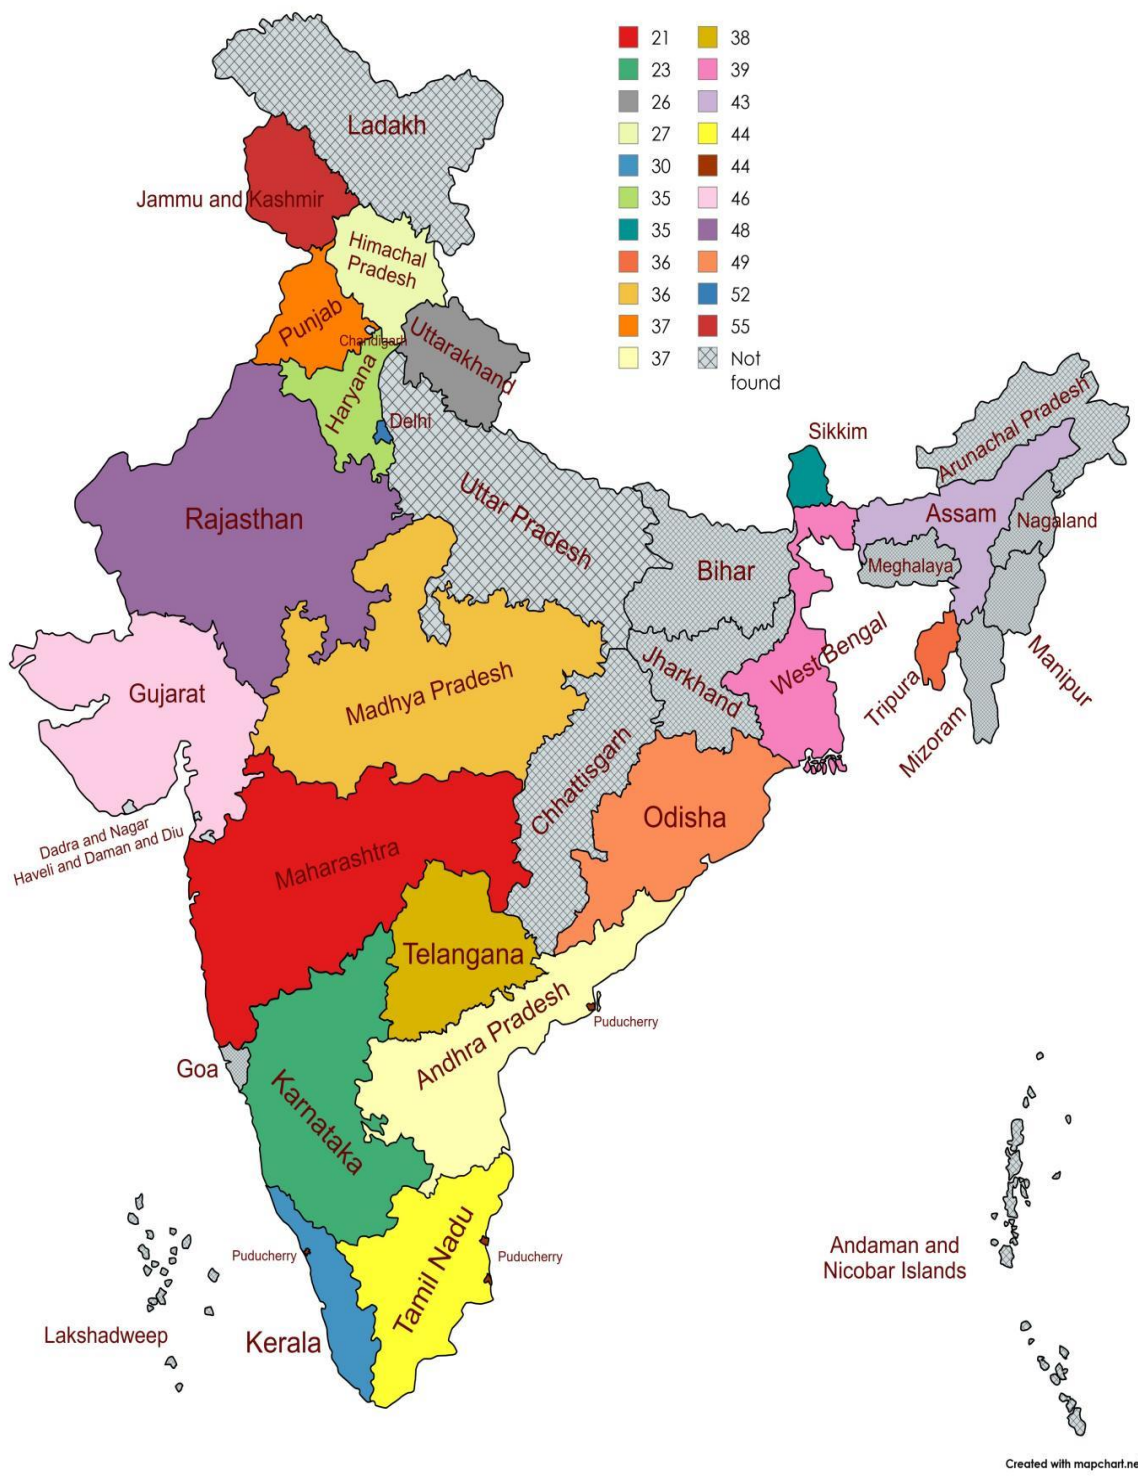 21
38
23
39
26
43
27
44
30
44
35
46
35
48
36
49
36
52
37
55
37
Not
found
Ladakh
Jammu and Kashmir
Himachal
Pradesh
Punjab
Chandigarh
Uttarakhand
Haryana
Delhi
Arunachal Pradesh
Sikkim
Uttar Pradesh
Rajasthan
Assam
Nagaland
Meghalaya
Bihar
West Bengal
Jharkhand
Manipur
Tripura
Mizoram
Gujarat
Madhya Pradesh
Chhattisgarh
Odisha
Dadra and Nagar
Haveli and Daman and Diu
Maharashtra
Telangana
Andhra Pradesh
Puducherry
Goa
Karnataka
Tamil Nadu
Puducherry
Puducherry
Andaman and
Nicobar Islands
Lakshadweep
Kerala
Created with mapchart.ne